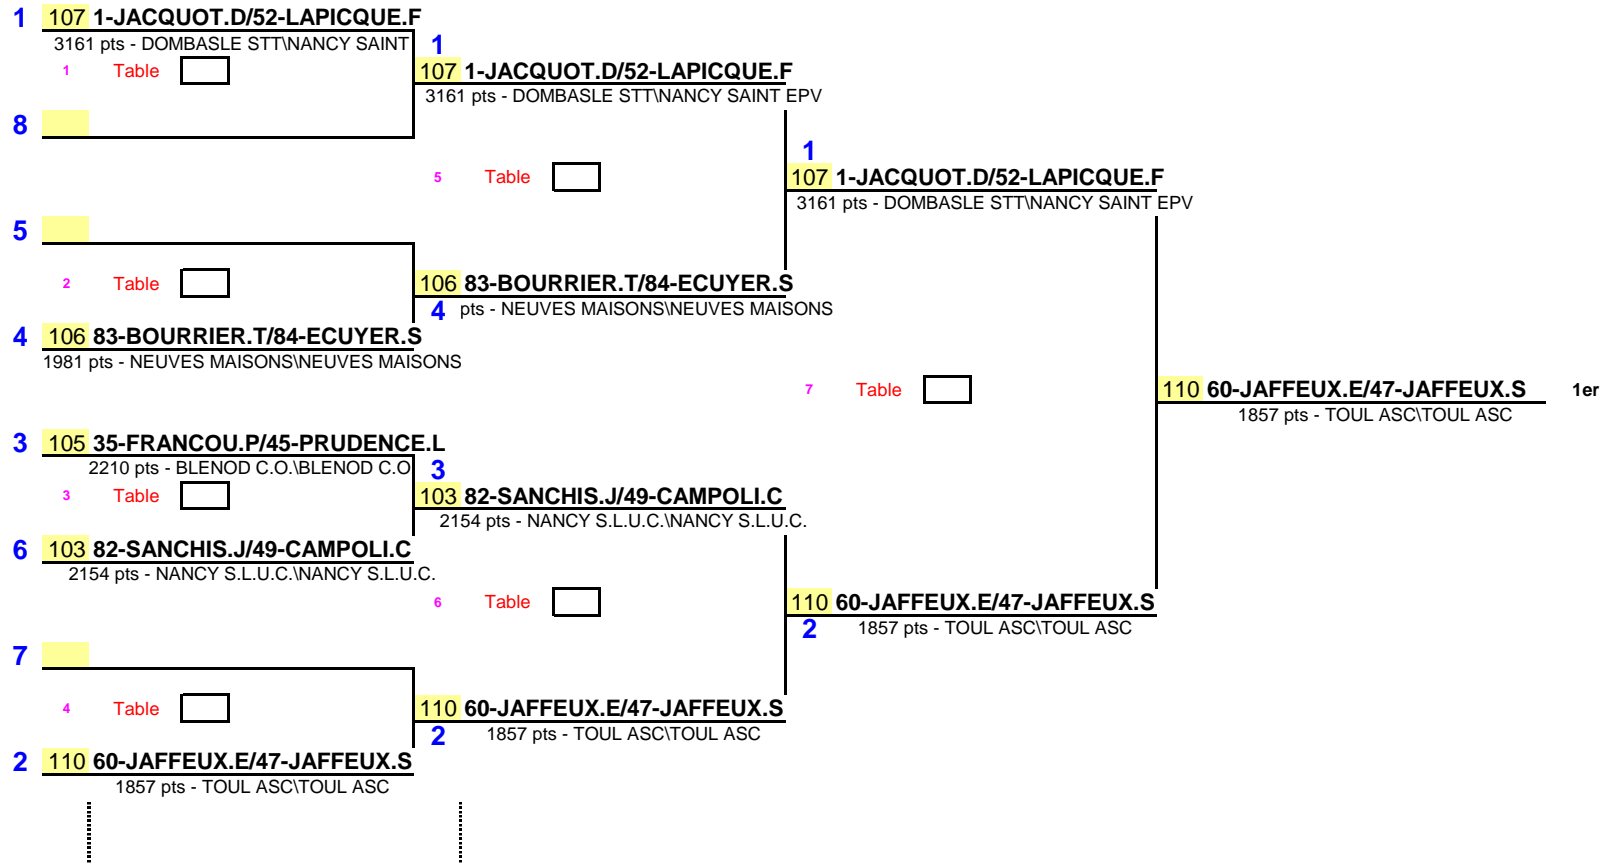 1 107 1-JACQUOT.D/52-LAPICQUE.F
3161 pts - DOMBASLE STT\NANCY SAINT
1
1 Table
107 1-JACQUOT.D/52-LAPICQUE.F
3161 pts - DOMBASLE STT\NANCY SAINT EPV
8
1
5 Table
107 1-JACQUOT.D/52-LAPICQUE.F
3161 pts - DOMBASLE STT\NANCY SAINT EPV
5
2 Table
106 83-BOURRIER.T/84-ECUYER.S
4 pts - NEUVES MAISONS\NEUVES MAISONS
4 106 83-BOURRIER.T/84-ECUYER.S
1981 pts - NEUVES MAISONS\NEUVES MAISONS
7 Table
110 60-JAFFEUX.E/47-JAFFEUX.S 1er
1857 pts - TOUL ASC\TOUL ASC
3 105 35-FRANCOU.P/45-PRUDENCE.L
2210 pts - BLENOD C.O.\BLENOD C.O
3
3 Table
103 82-SANCHIS.J/49-CAMPOLI.C
2154 pts - NANCY S.L.U.C.\NANCY S.L.U.C.
6 103 82-SANCHIS.J/49-CAMPOLI.C
2154 pts - NANCY S.L.U.C.\NANCY S.L.U.C.
6 Table
110 60-JAFFEUX.E/47-JAFFEUX.S
2 1857 pts - TOUL ASC\TOUL ASC
7
4 Table
110 60-JAFFEUX.E/47-JAFFEUX.S
2 1857 pts - TOUL ASC\TOUL ASC
2 110 60-JAFFEUX.E/47-JAFFEUX.S
1857 pts - TOUL ASC\TOUL ASC